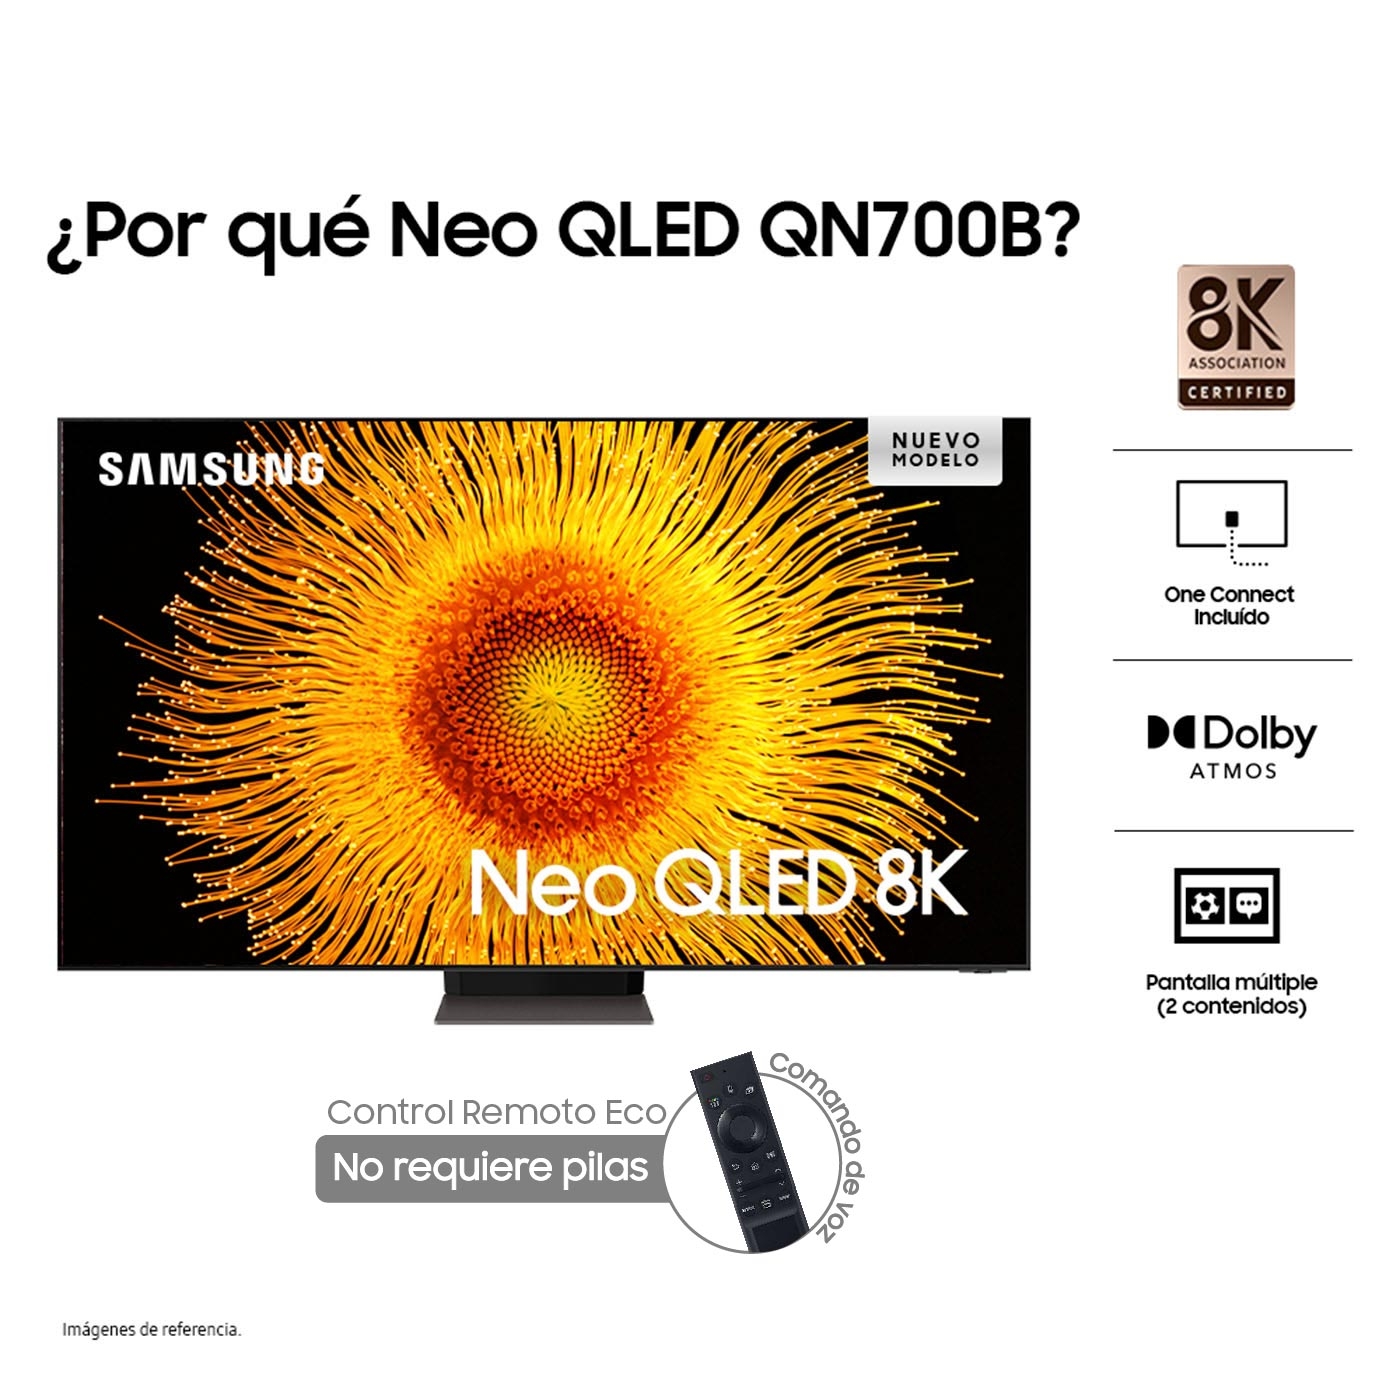 ¿Por qué Neo QLED QN700B?
8K
ASSOCIATION
CERTIFIED
SAMSUNG
NUEVO
MODELO
One Connect
Incluído
Dolby
ATMOS
Neo QLED 8K
Pantalla múltiple
(2 contenidos)
Control Remoto Eco
No requiere pilas
Comando de voz
Imágenes de referencia.